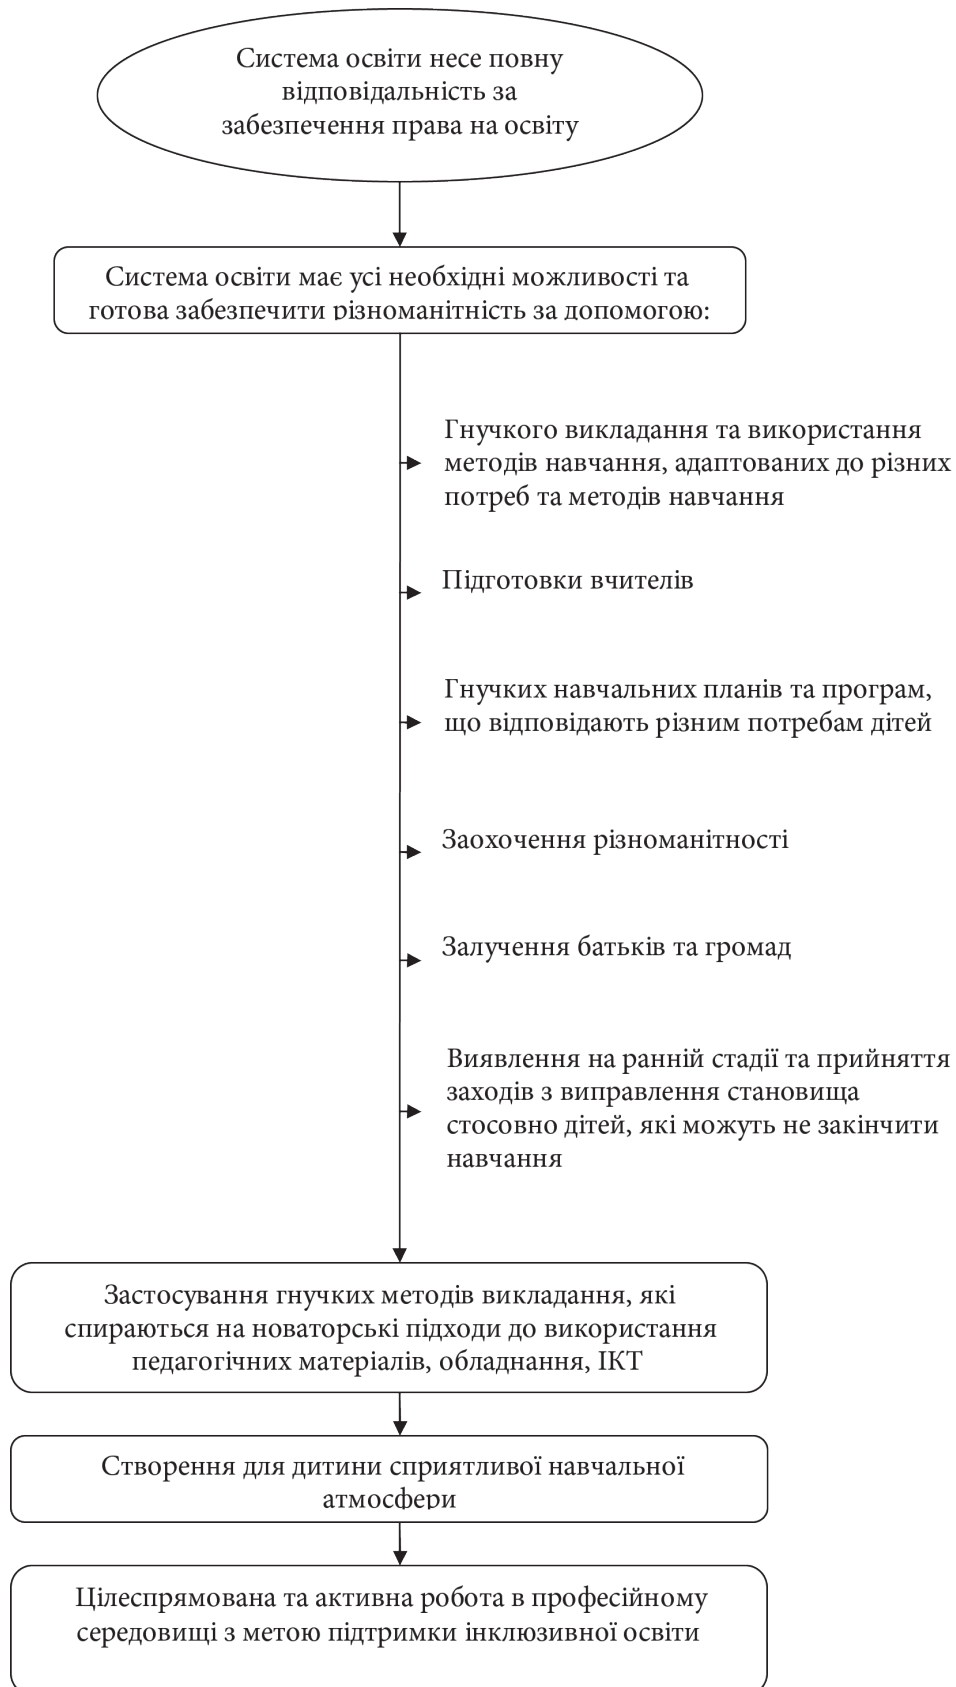 Система освіти несе повну
відповідальність за
забезпечення права на освіту
Система освіти має усі необхідні можливості та
готова забезпечити різноманітність за допомогою:
Гнучкого викладання та використання
методів навчання, адаптованих до різних
потреб та методів навчання
Підготовки вчителів
Гнучких навчальних планів та програм,
що відповідають різним потребам дітей
Заохочення різноманітності
Залучення батьків та громад
Виявлення на ранній стадії та прийняття
заходів з виправлення становища
стосовно дітей, які можуть не закінчити
навчання
Застосування гнучких методів викладання, які
спираються на новаторські підходи до використання
педагогічних матеріалів, обладнання, ІКТ
Створення для дитини сприятливої навчальної
атмосфери
Цілеспрямована та активна робота в професійному
середовищі з метою підтримки інклюзивної освіти